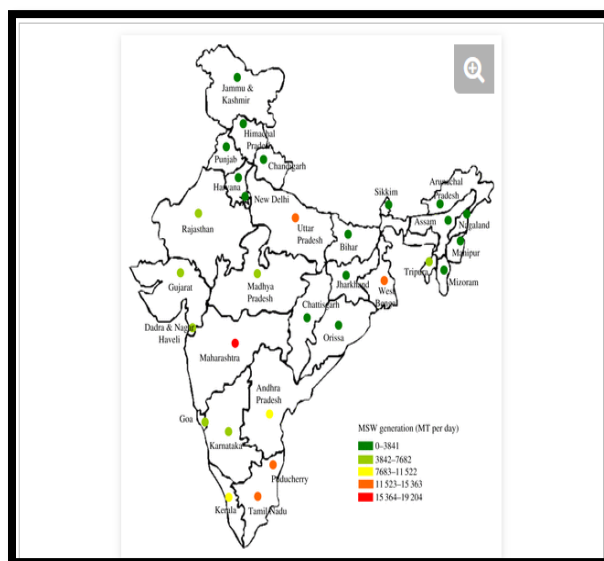 Jammu &
Kashmir
Himachal
Pradesh
Punjab
Chandigarh
Haryana
New Delhi
Sikkim
Arunachal
Pradesh
Rajasthan
Uttar
Pradesh
Bihar
Assam
Nagaland
Manipur
Tripura
Mizoram
Gujarat
Madhya
Pradesh
Jharkhand
West
Bengal
Chattisgarh
Orissa
Dadra & Nagar
Haveli
Maharashtra
Andhra
Pradesh
Goa
Karnataka
Puducherry
Kerala
Tamil Nadu
MSW generation (MT per day)
0–3841
3842–7682
7683–11 522
11 523–15 363
15 364–19 204